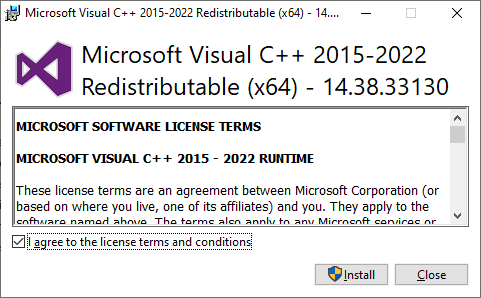 Microsoft Visual C++ 2015-2022 Redistributable (x64) - 14....
Microsoft Visual C++ 2015-2022
Redistributable (x64) - 14.38.33130
MICROSOFT SOFTWARE LICENSE TERMS
MICROSOFT VISUAL C++ 2015 - 2022 RUNTIME
These license terms are an agreement between Microsoft Corporation (or
based on where you live, one of its affiliates) and you. They apply to the
software named above. The terms also apply to any Microsoft services or
I agree to the license terms and conditions
Install
Close